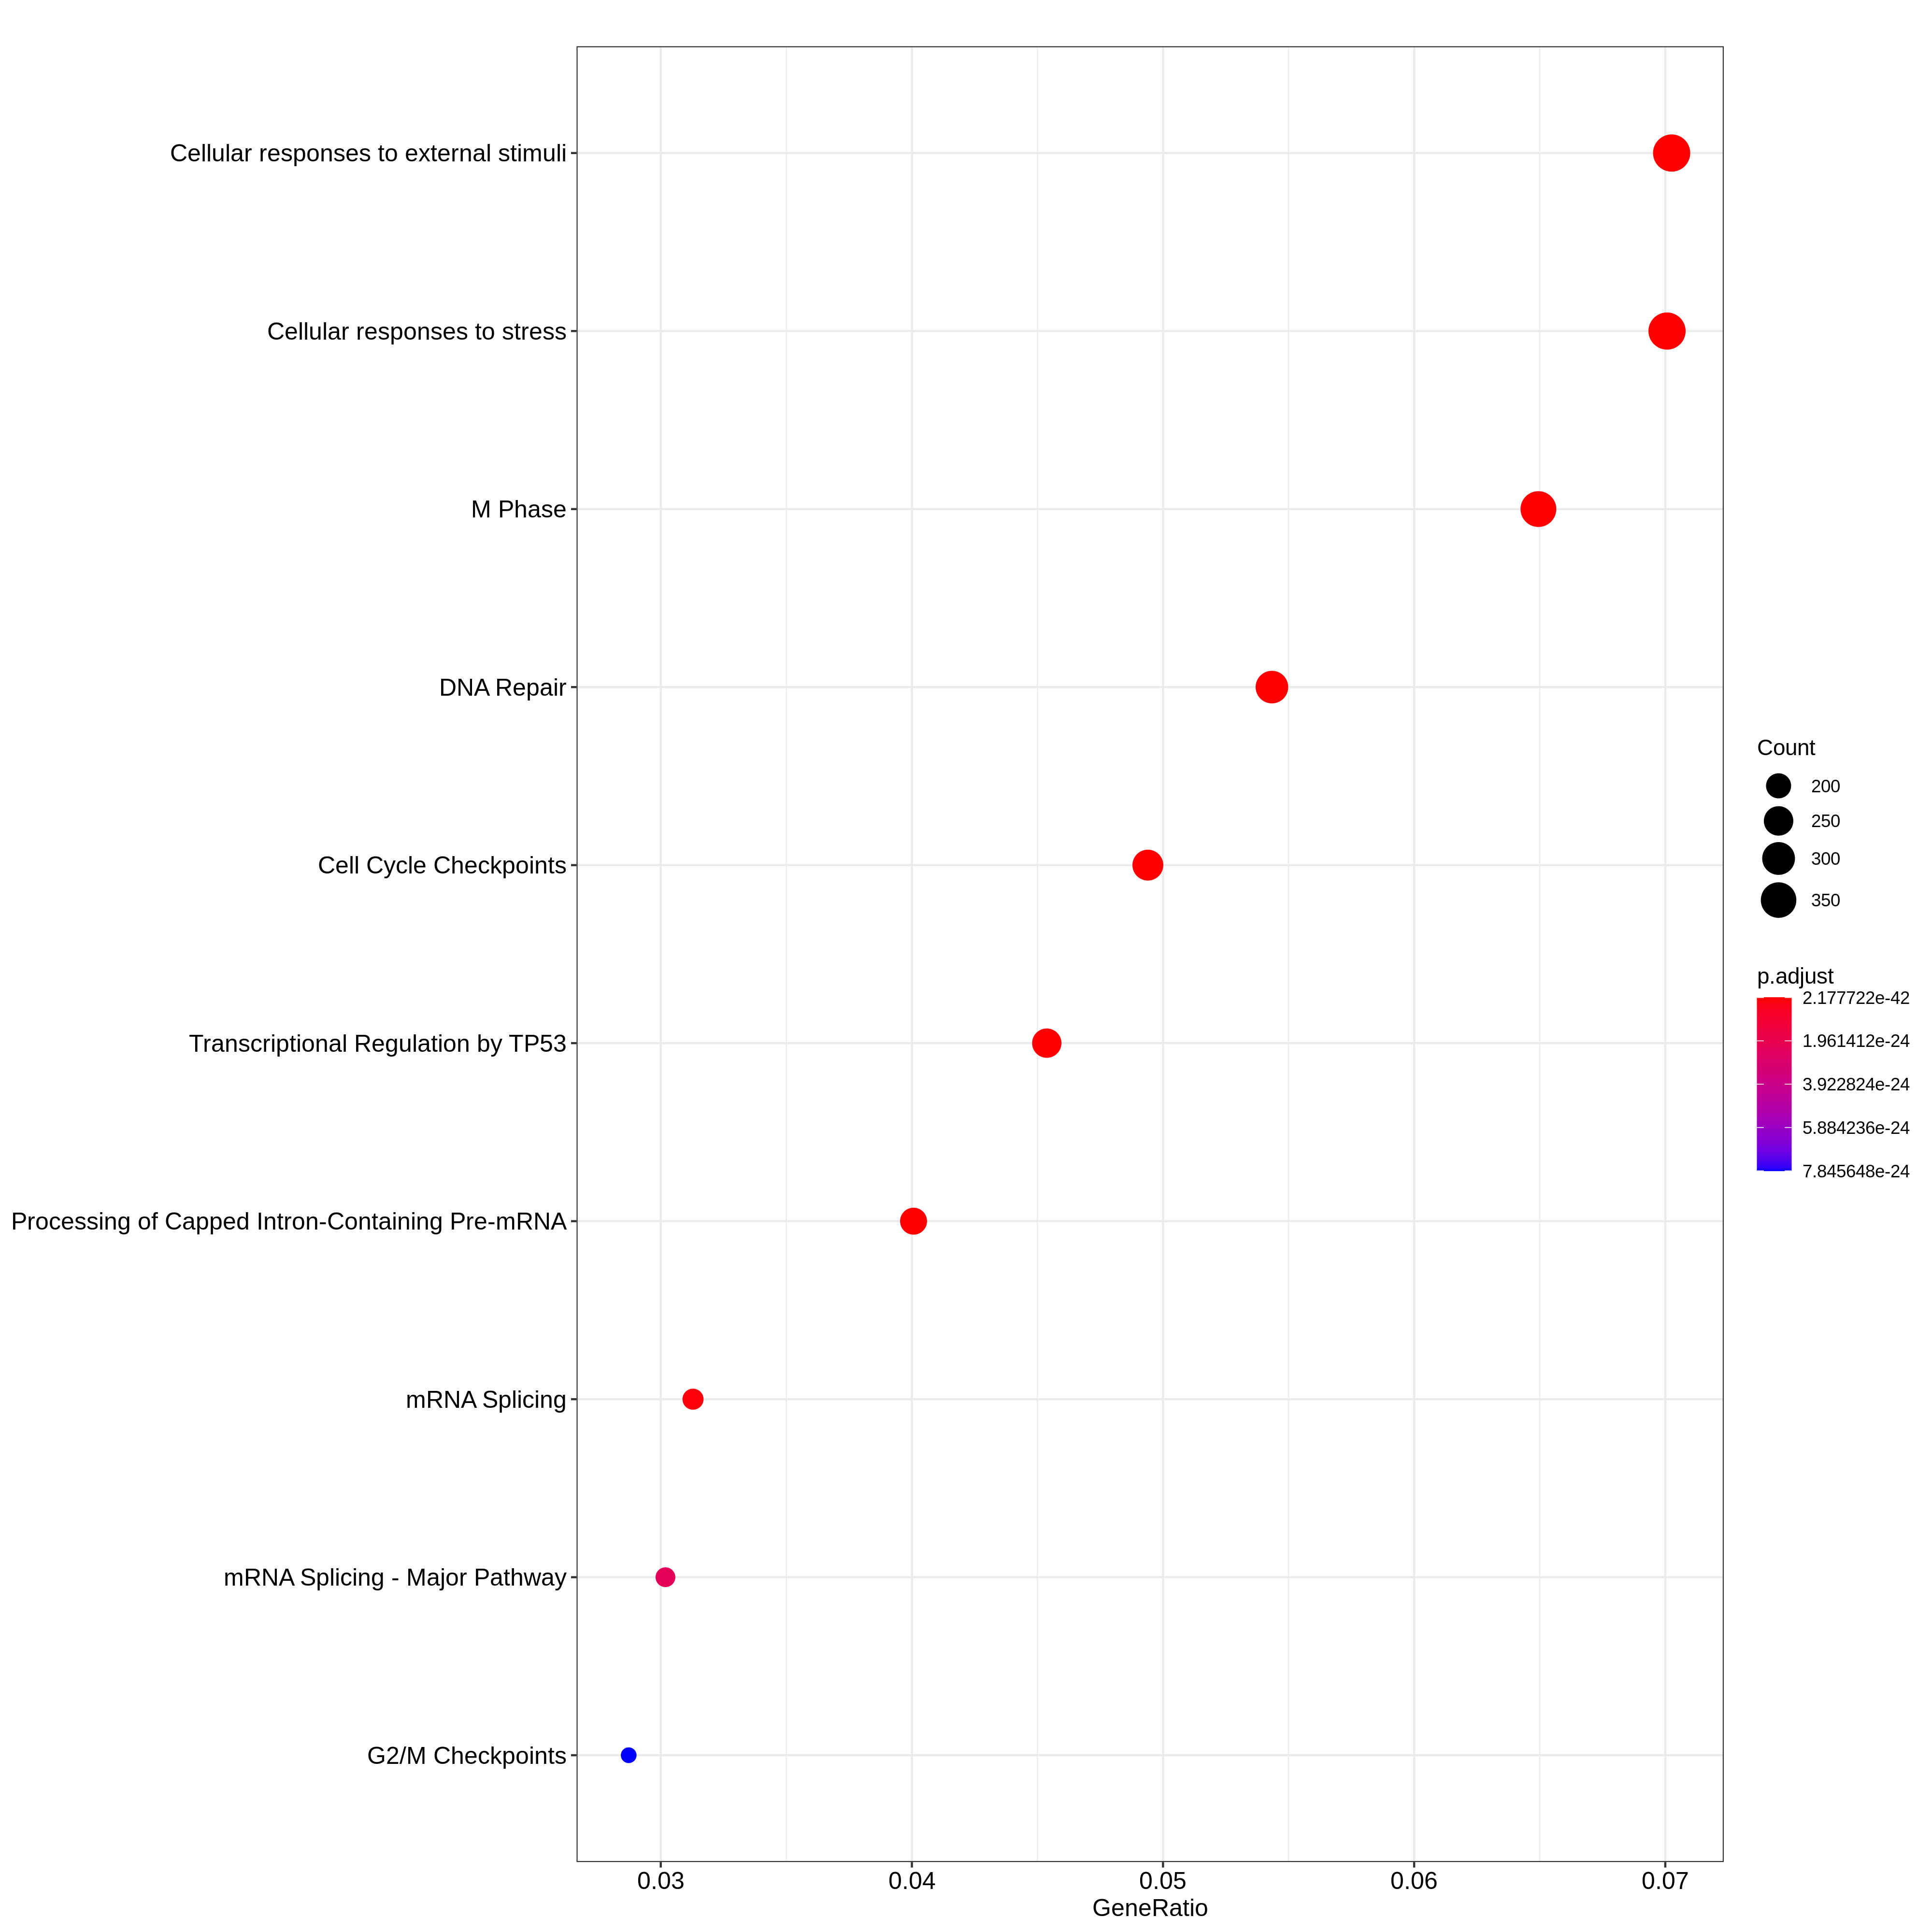 Cellular responses to external stimuli
Cellular responses to stress
M Phase
DNA Repair
Cell Cycle Checkpoints
Transcriptional Regulation by TP53
Processing of Capped Intron-Containing Pre-mRNA
mRNA Splicing
mRNA Splicing - Major Pathway
G2/M Checkpoints
0.03 0.04 0.05 0.06 0.07
GeneRatio
Count
200
250
300
350
p.adjust
2.177722e-42
1.961412e-24
3.922824e-24
5.884236e-24
7.845648e-24